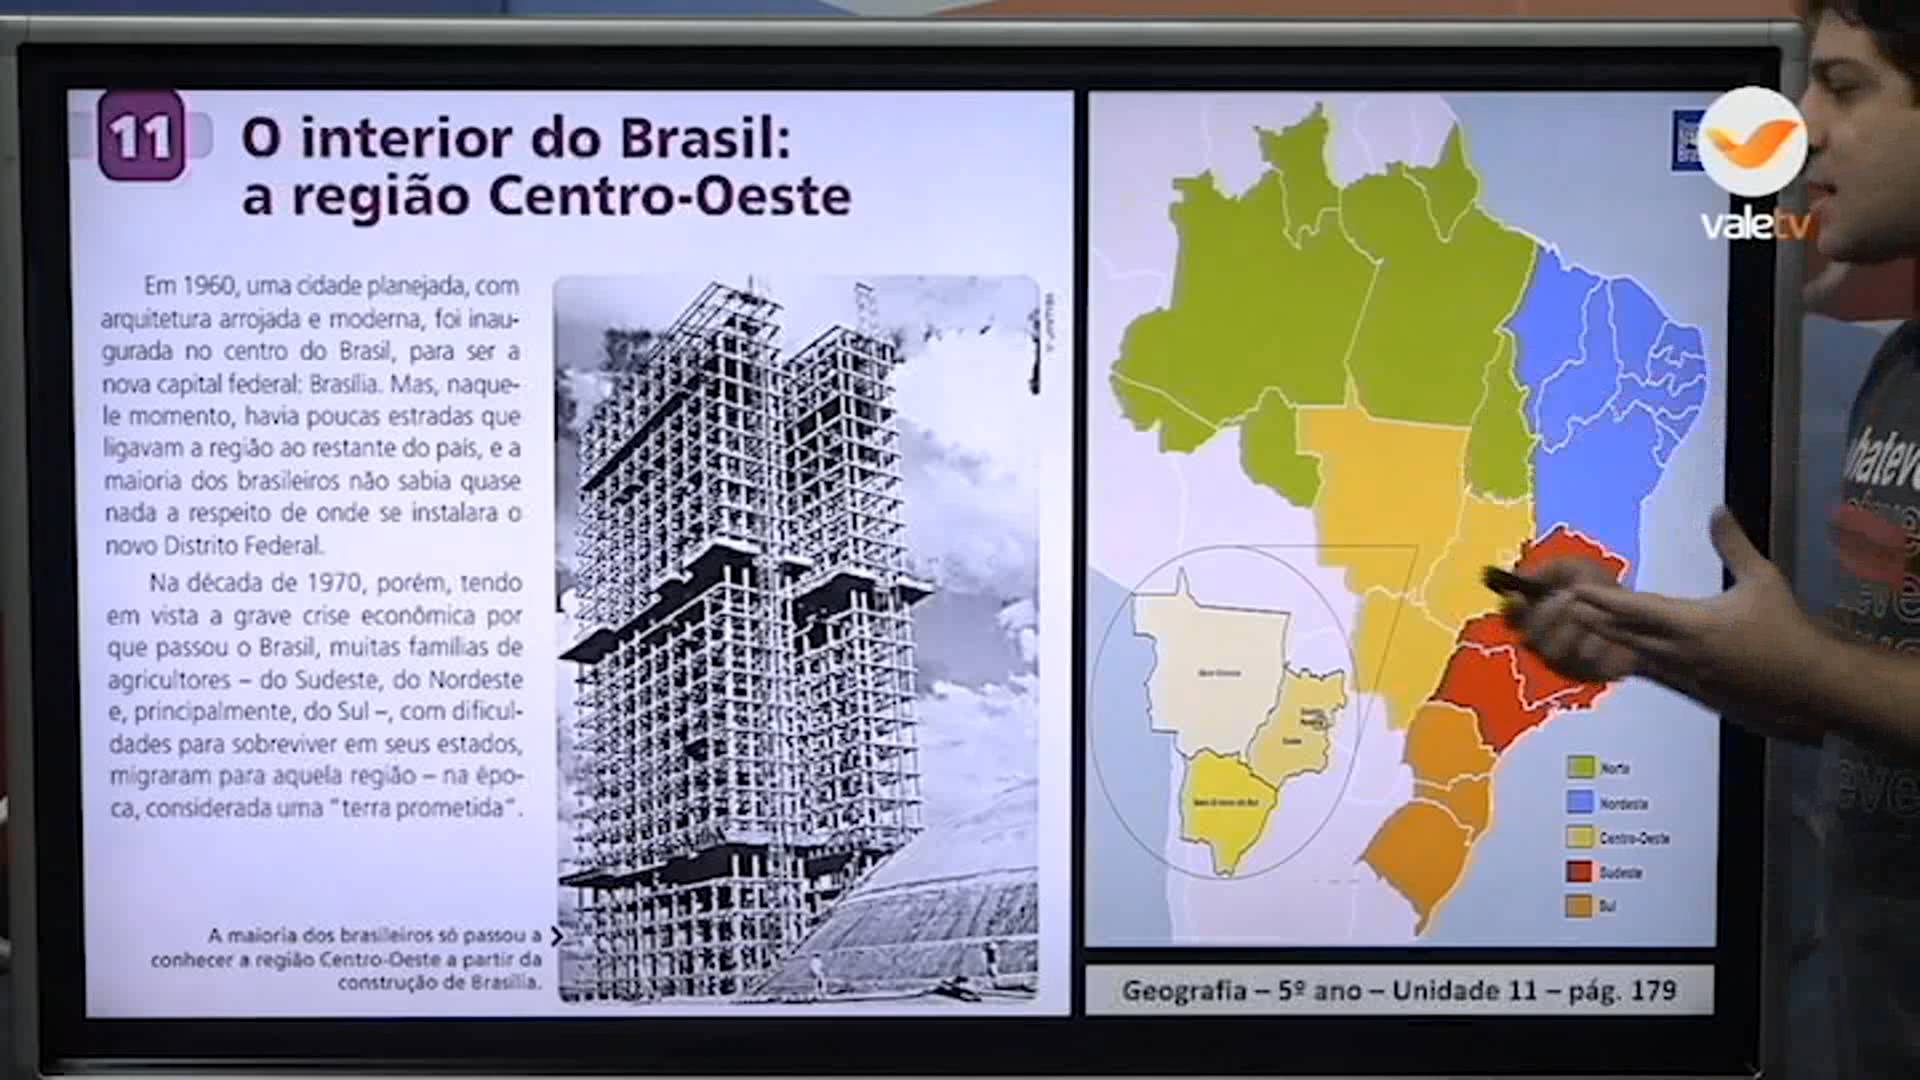 11
O interior do Brasil:
a região Centro-Oeste
Em 1960, uma cidade planejada, com
arquitetura arrojada e moderna, foi inau-
gurada no centro do Brasil, para ser a
nova capital federal: Brasília. Mas, naque-
le momento, havia poucas estradas que
ligavam a região ao restante do país, e a
maioria dos brasileiros não sabia quase
nada a respeito de onde se instalara o
novo Distrito Federal.
Na década de 1970, porém, tendo
em vista a grave crise econômica por
que passou o Brasil, muitas famílias de
agricultores – do Sudeste, do Nordeste
e, principalmente, do Sul –, com dificul-
dades para sobreviver em seus estados,
migraram para aquela região – na épo-
ca, considerada uma "terra prometida".
A maioria dos brasileiros só passou a
conhecer a região Centro-Oeste a partir da
construção de Brasília.
Norte
Nordeste
Centro-Oeste
Sudeste
Sul
Geografia – 5º ano – Unidade 11 – pág. 179
valetv